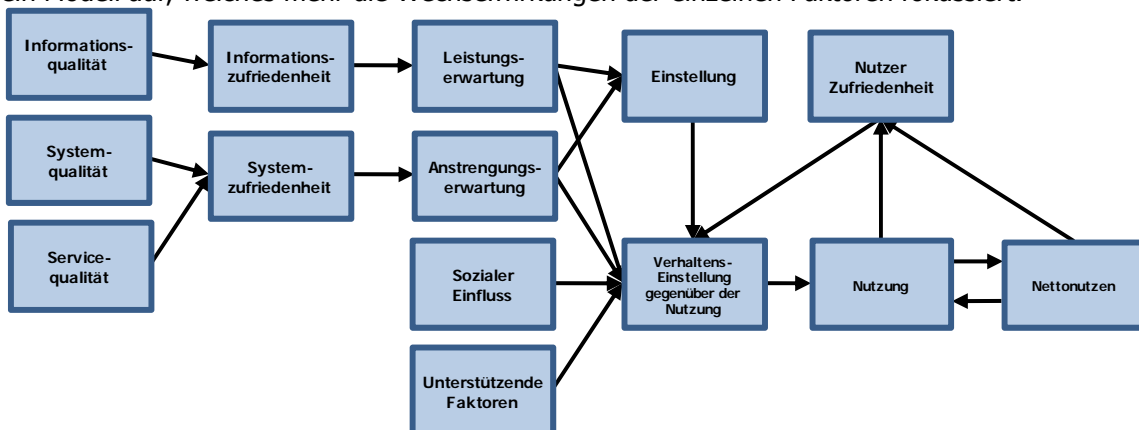 ein Modell auf, welches mehr die Wechselwirkungen der einzelnen Faktoren fokussiert.
Informations-
qualität
Informations-
zufriedenheit
Leistungs-
erwartung
Einstellung
Nutzer
Zufriedenheit
System-
qualität
System-
zufriedenheit
Anstrengungs-
erwartung
Service-
qualität
Sozialer
Einfluss
Verhaltens-
Einstellung
gegenüber der
Nutzung
Nutzung
Nettonutzen
Unterstützende
Faktoren